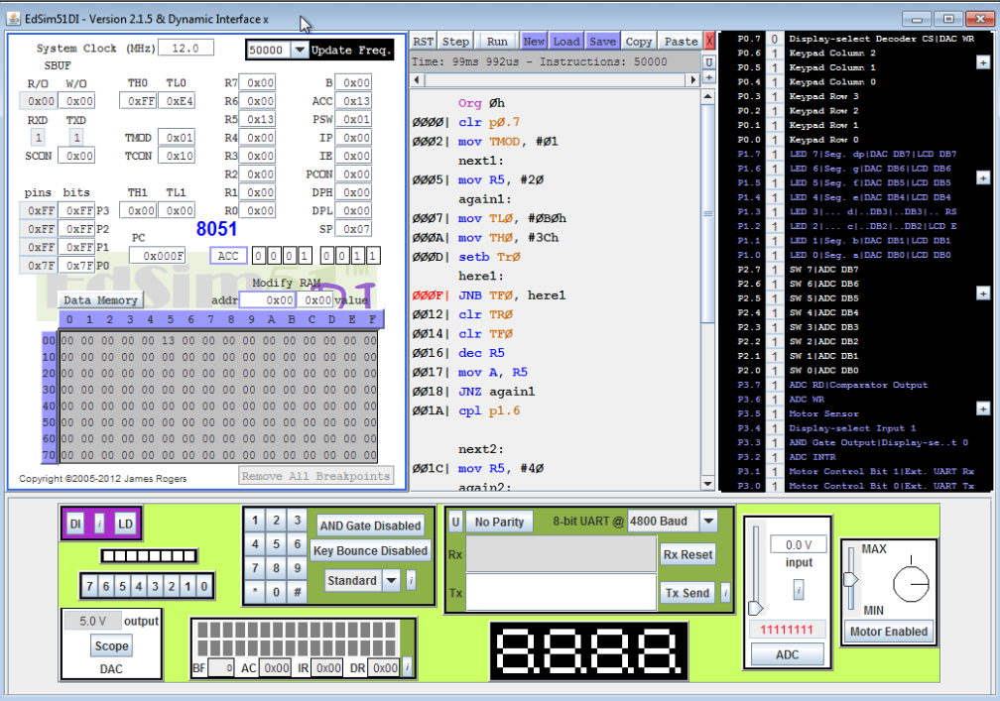 EdSim51DI - Version 2.1.5 & Dynamic Interface x
System Clock (MHz) 12.0 50000 Update Freq.
SBUF
R/O W/O TH0 TL0 R7 0x00 B 0x00
0x00 0x00 0xFF 0xE4 R6 0x00 ACC 0x13
RXD TXD R5 0x13 PSW 0x01
1 1 TMOD 0x01 R4 0x00 IP 0x00
SCON 0x00 TCON 0x10 R3 0x00 IE 0x00
R2 0x00 PCON 0x00
pins bits TH1 TL1 R1 0x00 DPH 0x00
0xFF 0xFF P3 0x00 0x00 R0 0x00 DPL 0x00
0xFF 0xFF P2 8051 SP 0x07
0xFF 0xFF P1 PC
0x7F 0x7F P0 0x000F ACC 0 0 0 1 0 0 1 1
EdSim51 TM DI
Modify RAM
Data Memory addr 0x00 0x00 value
0 1 2 3 4 5 6 7 8 9 A B C D E F
00 00 00 00 00 00 13 00 00 00 00 00 00 00 00 00 00
10 00 00 00 00 00 00 00 00 00 00 00 00 00 00 00 00
20 00 00 00 00 00 00 00 00 00 00 00 00 00 00 00 00
30 00 00 00 00 00 00 00 00 00 00 00 00 00 00 00 00
40 00 00 00 00 00 00 00 00 00 00 00 00 00 00 00 00
50 00 00 00 00 00 00 00 00 00 00 00 00 00 00 00 00
60 00 00 00 00 00 00 00 00 00 00 00 00 00 00 00 00
70 00 00 00 00 00 00 00 00 00 00 00 00 00 00 00 00
Copyright ©2005-2012 James Rogers Remove All Breakpoints
RST Step Run New Load Save Copy Paste X
Time: 99ms 992us - Instructions: 50000 U
+
Org Øh
ØØØØ| clr pØ.7
ØØØ2| mov TMOD, #Ø1
next1:
ØØØ5| mov R5, #2Ø
again1:
ØØØ7| mov TLØ, #ØBØh
ØØØA| mov THØ, #3Ch
ØØØD| setb TrØ
here1:
ØØØF| JNB TFØ, here1
ØØ12| clr TRØ
ØØ14| clr TFØ
ØØ16| dec R5
ØØ17| mov A, R5
ØØ18| JNZ again1
ØØ1A| cpl p1.6
next2:
ØØ1C| mov R5, #4Ø
again2:
P0.7 0 Display-select Decoder CS|DAC WR
P0.6 1 Keypad Column 2
P0.5 1 Keypad Column 1
P0.4 1 Keypad Column 0
P0.3 1 Keypad Row 3
P0.2 1 Keypad Row 2
P0.1 1 Keypad Row 1
P0.0 1 Keypad Row 0
P1.7 1 LED 7|Seg. dp|DAC DB7|LCD DB7
P1.6 1 LED 6|Seg. g|DAC DB6|LCD DB6
P1.5 1 LED 5|Seg. f|DAC DB5|LCD DB5
P1.4 1 LED 4|Seg. e|DAC DB4|LCD DB4
P1.3 1 LED 3|... d|..DB3|..DB3|.. RS
P1.2 1 LED 2|... c|..DB2|..DB2|LCD E
P1.1 1 LED 1|Seg. b|DAC DB1|LCD DB1
P1.0 1 LED 0|Seg. a|DAC DB0|LCD DB0
P2.7 1 SW 7|ADC DB7
P2.6 1 SW 6|ADC DB6
P2.5 1 SW 5|ADC DB5
P2.4 1 SW 4|ADC DB4
P2.3 1 SW 3|ADC DB3
P2.2 1 SW 2|ADC DB2
P2.1 1 SW 1|ADC DB1
P2.0 1 SW 0|ADC DB0
P3.7 1 ADC RD|Comparator Output
P3.6 1 ADC WR
P3.5 1 Motor Sensor
P3.4 1 Display-select Input 1
P3.3 1 AND Gate Output|Display-se..t 0
P3.2 1 ADC INTR
P3.1 1 Motor Control Bit 1|Ext. UART Rx
P3.0 1 Motor Control Bit 0|Ext. UART Tx
DI i LD
7 6 5 4 3 2 1 0
5.0 V output
Scope
DAC
1 2 3 AND Gate Disabled
4 5 6 Key Bounce Disabled
7 8 9 Standard i
* 0 #
BF 0 AC 0x00 IR 0x00 DR 0x00 i
U No Parity 8-bit UART @ 4800 Baud
Rx Rx Reset
Tx Tx Send i
8.8.8.8.
0.0 V
input
i
11111111
ADC
MAX
MIN
Motor Enabled